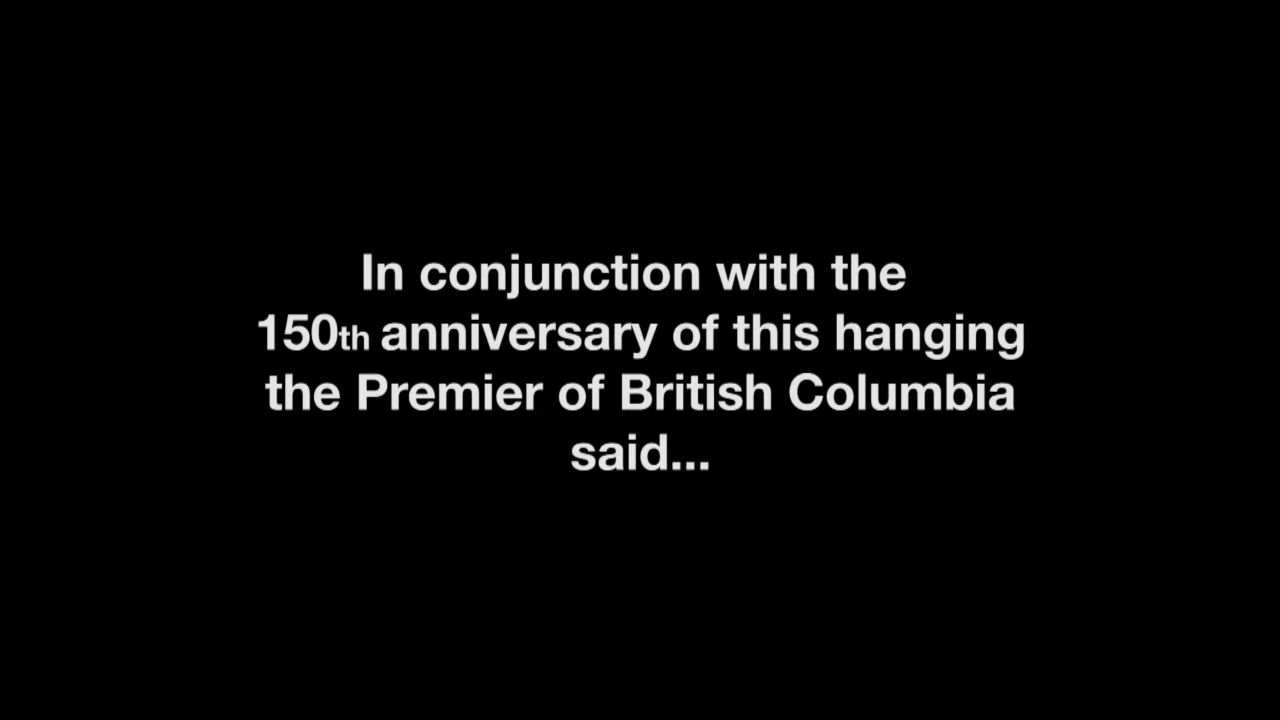 In conjunction with the
150th anniversary of this hanging
the Premier of British Columbia
said...